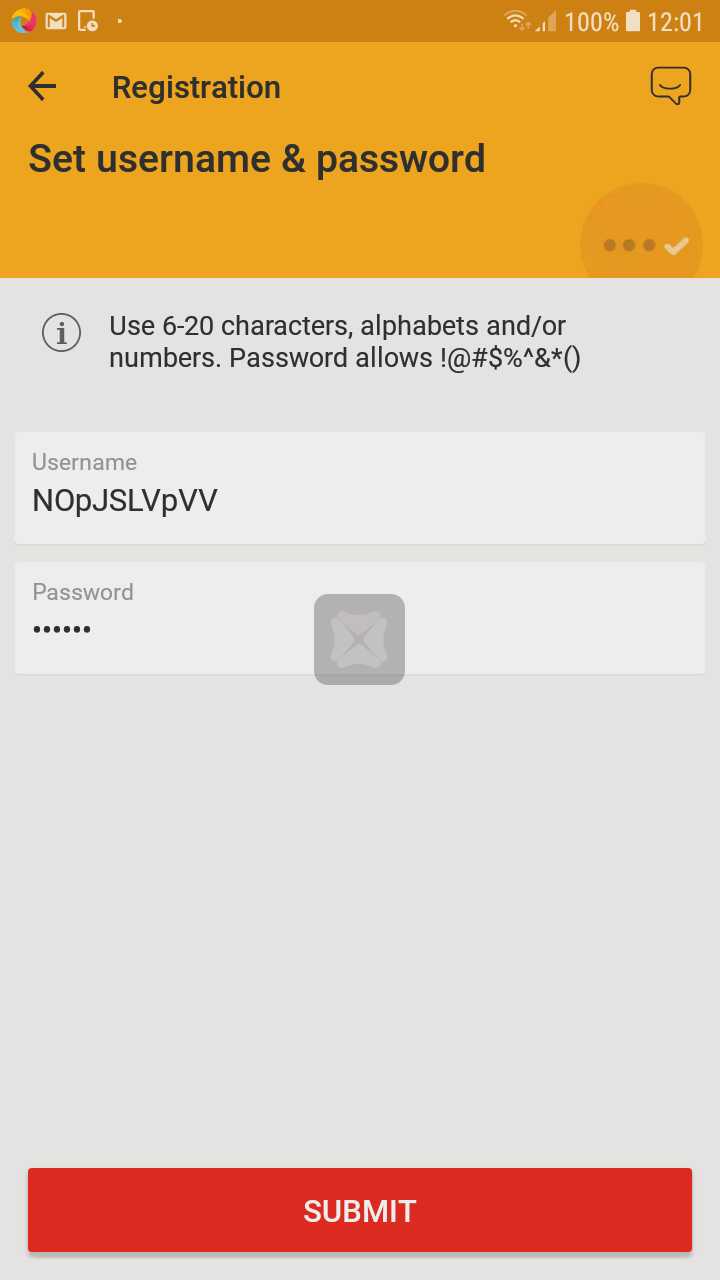 100% 12:01
Registration
Set username & password
Use 6-20 characters, alphabets and/or
numbers. Password allows !@#$%^&*()
Username
NOpJSLVpVV
Password
••••••
SUBMIT